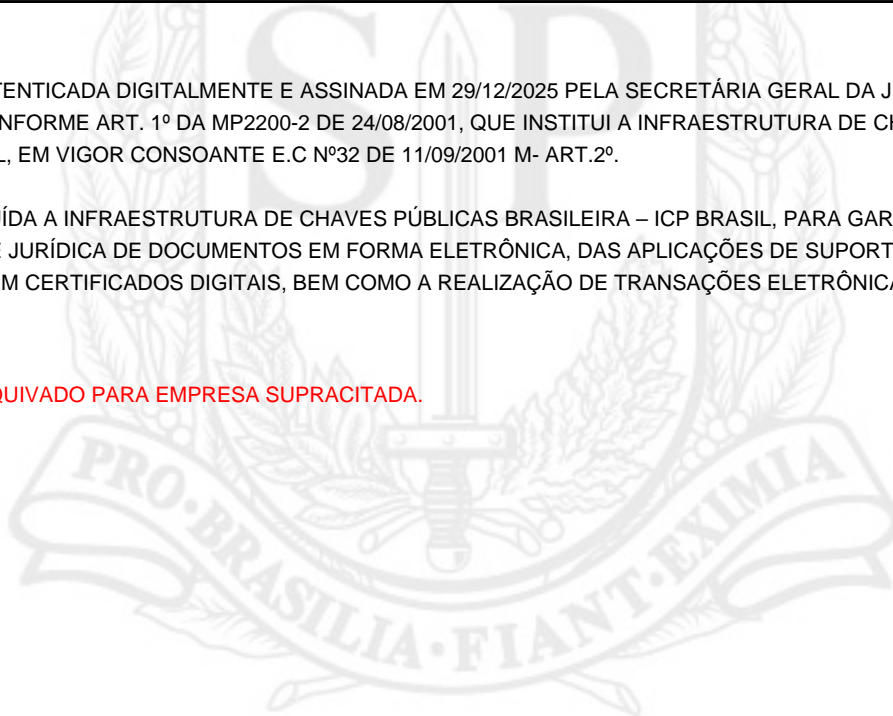 TENTICADA DIGITALMENTE E ASSINADA EM 29/12/2025 PELA SECRETÁRIA GERAL DA J
NFORME ART. 1º DA MP2200-2 DE 24/08/2001, QUE INSTITUI A INFRAESTRUTURA DE CH
L, EM VIGOR CONSOANTE E.C Nº32 DE 11/09/2001 M- ART.2º.
UÍDA A INFRAESTRUTURA DE CHAVES PÚBLICAS BRASILEIRA – ICP BRASIL, PARA GAR
E JURÍDICA DE DOCUMENTOS EM FORMA ELETRÔNICA, DAS APLICAÇÕES DE SUPORT
M CERTIFICADOS DIGITAIS, BEM COMO A REALIZAÇÃO DE TRANSAÇÕES ELETRÔNICA
QUIVADO PARA EMPRESA SUPRACITADA.
SP
PRO·BRASILIA·FIANT·EXIMIA